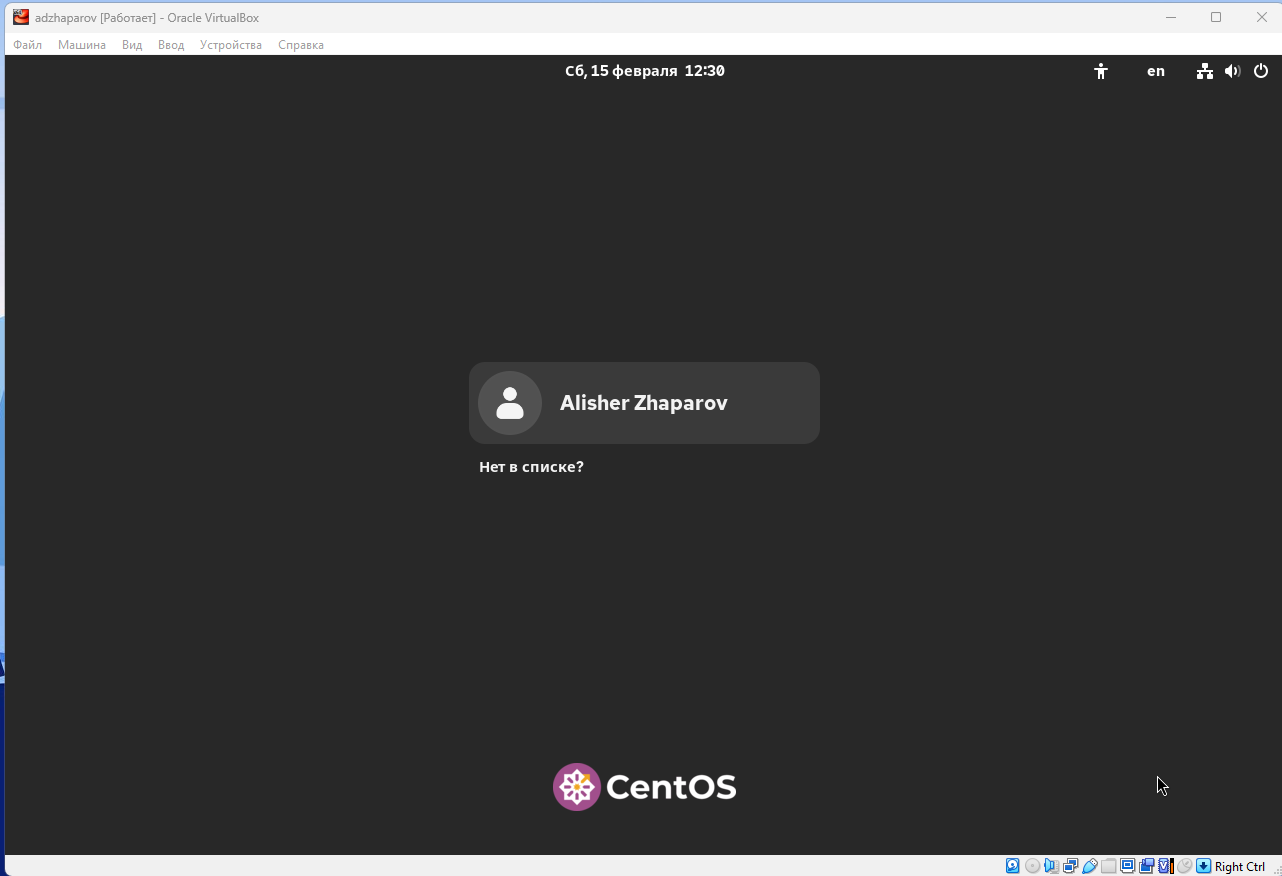 adzhaparov [Работает] - Oracle VirtualBox
Файл Машина Вид Ввод Устройства Справка
Сб, 15 февраля 12:30 en
Alisher Zhaparov
Нет в списке?
CentOS
Right Ctrl